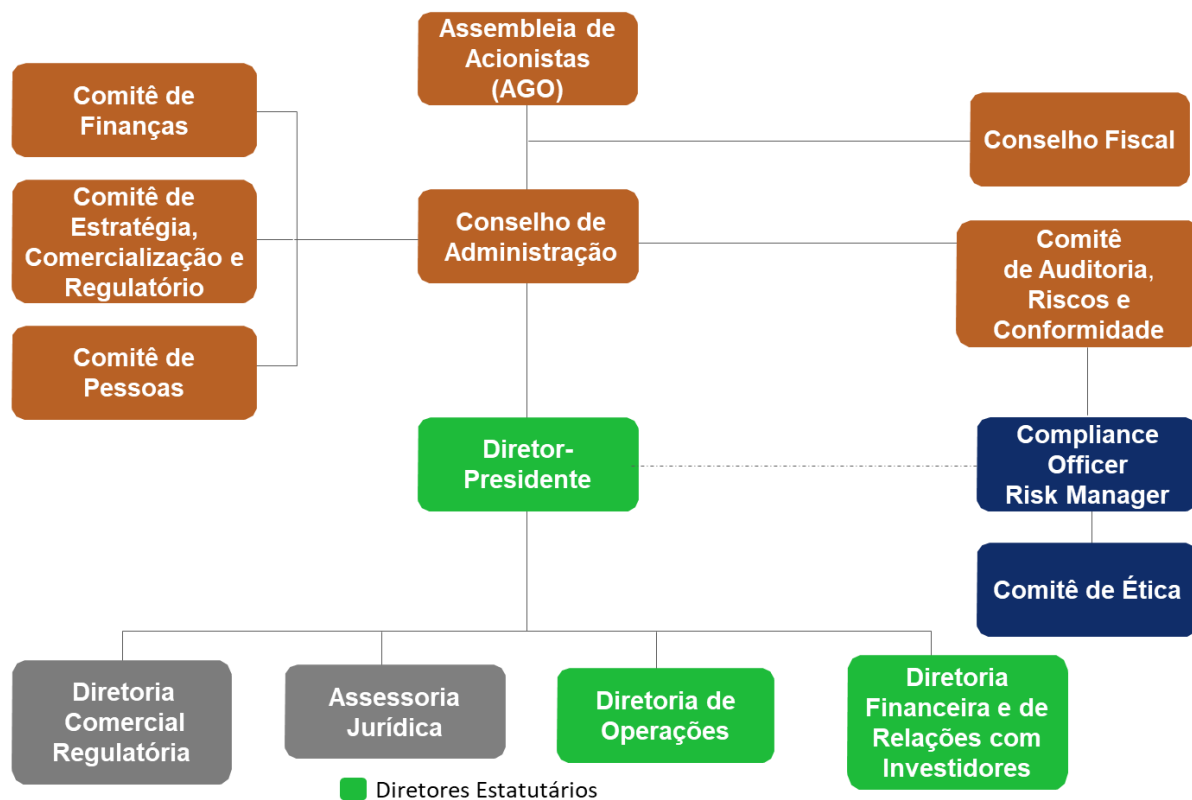 Assembleia de
Acionistas
(AGO)
Comitê de
Finanças
Conselho Fiscal
Comitê de
Estratégia,
Comercialização e
Regulatório
Conselho de
Administração
Comitê
de Auditoria,
Riscos e
Conformidade
Comitê de
Pessoas
Diretor-
Presidente
Compliance
Officer
Risk Manager
Comitê de Ética
Diretoria
Comercial
Regulatória
Assessoria
Jurídica
Diretoria de
Operações
Diretoria
Financeira e de
Relações com
Investidores
Diretores Estatutários